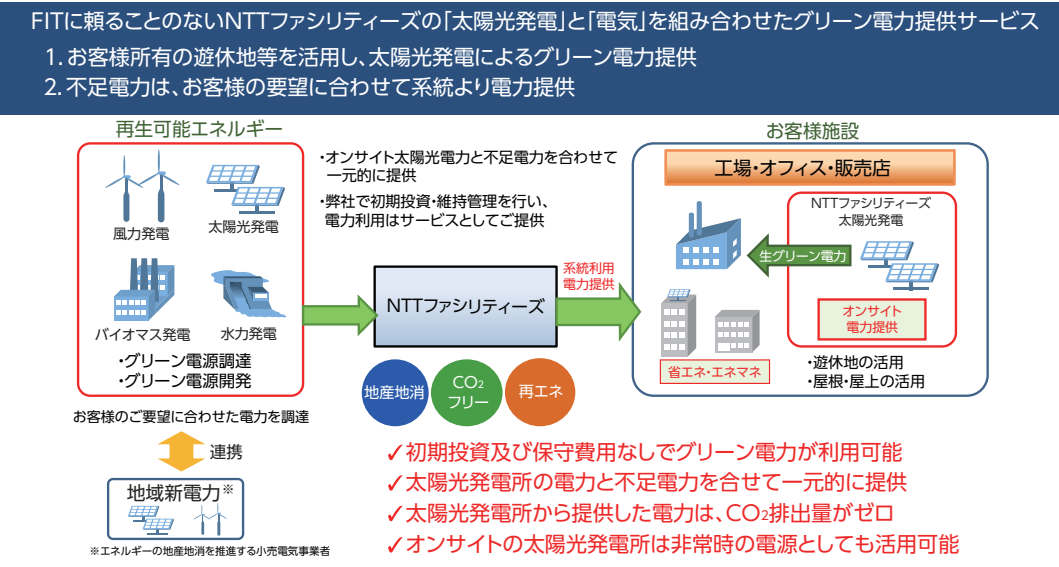 FITに頼ることのないNTTファシリティーズの「太陽光発電」と「電気」を組み合わせたグリーン電力提供サービス
1. お客様所有の遊休地等を活用し、太陽光発電によるグリーン電力提供
2. 不足電力は、お客様の要望に合わせて系統より電力提供
再生可能エネルギー
風力発電
太陽光発電
バイオマス発電
水力発電
・グリーン電源調達
・グリーン電源開発
お客様のご要望に合わせた電力を調達
連携
地域新電力※
※エネルギーの地産地消を推進する小売電気事業者
・オンサイト太陽光電力と不足電力を合わせて
一元的に提供
・弊社で初期投資・維持管理を行い、
電力利用はサービスとしてご提供
NTTファシリティーズ
系統利用
電力提供
地産地消
CO₂
フリー
再エネ
お客様施設
工場・オフィス・販売店
NTTファシリティーズ
太陽光発電
生グリーン電力
オンサイト
電力提供
省エネ・エネマネ
・遊休地の活用
・屋根・屋上の活用
✓初期投資及び保守費用なしでグリーン電力が利用可能
✓太陽光発電所の電力と不足電力を合せて一元的に提供
✓太陽光発電所から提供した電力は、CO₂排出量がゼロ
✓オンサイトの太陽光発電所は非常時の電源としても活用可能